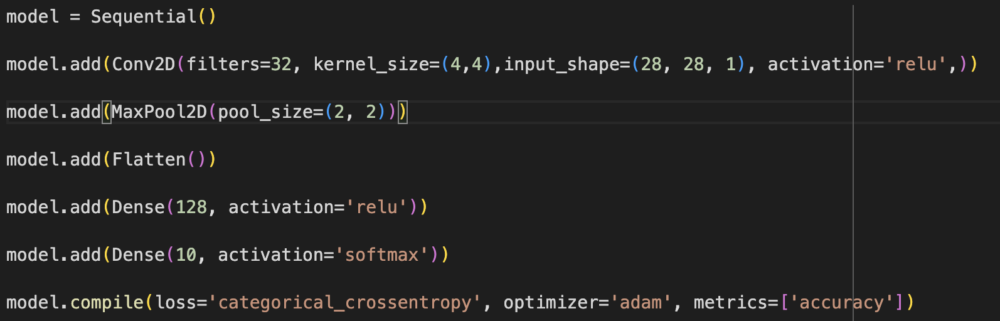 model = Sequential()
model.add(Conv2D(filters=32, kernel_size=(4,4),input_shape=(28, 28, 1), activation='relu',))
model.add(MaxPool2D(pool_size=(2, 2)))
model.add(Flatten())
model.add(Dense(128, activation='relu'))
model.add(Dense(10, activation='softmax'))
model.compile(loss='categorical_crossentropy', optimizer='adam', metrics=['accuracy'])